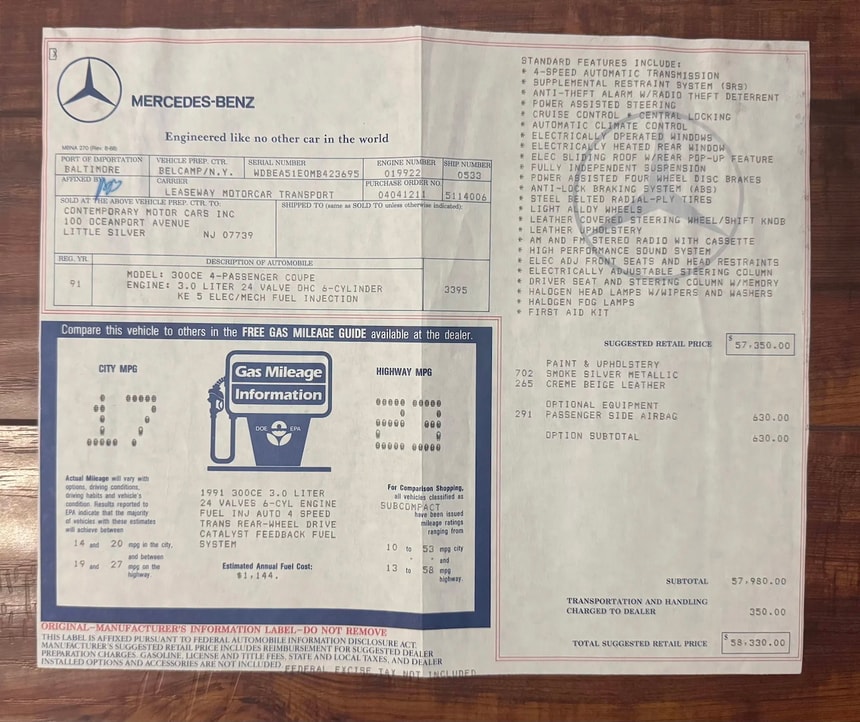 MERCEDES-BENZ
Engineered like no other car in the world
MBNA 270 (Rev. 8-88)
PORT OF IMPORTATION
BALTIMORE
VEHICLE PREP. CTR.
BELCAMP/N.Y.
SERIAL NUMBER
WDBEA51E0MB423695
ENGINE NUMBER
019922
SHIP NUMBER
0533
AFFIXED BY
CARRIER
LEASEWAY MOTORCAR TRANSPORT
PURCHASE ORDER NO.
04041211
5114006
SOLD AT THE ABOVE VEHICLE PREP. CTR. TO:
CONTEMPORARY MOTOR CARS INC
100 OCEANPORT AVENUE
LITTLE SILVER NJ 07739
SHIPPED TO (same as SOLD TO unless otherwise indicated):
REG. YR.
91
DESCRIPTION OF AUTOMOBILE
MODEL: 300CE 4-PASSENGER COUPE
ENGINE: 3.0 LITER 24 VALVE OHC 6-CYLINDER
KE 5 ELEC/MECH FUEL INJECTION
3395
Compare this vehicle to others in the FREE GAS MILEAGE GUIDE available at the dealer.
CITY MPG
17
Gas Mileage
Information
DOE EPA
HIGHWAY MPG
23
Actual Mileage will vary with
options, driving conditions,
driving habits and vehicle's
condition. Results reported to
EPA indicate that the majority
of vehicles with these estimates
will achieve between
14 and 20 mpg in the city,
and between
19 and 27 mpg on the
highway.
1991 300CE 3.0 LITER
24 VALVES 6-CYL ENGINE
FUEL INJ AUTO 4 SPEED
TRANS REAR-WHEEL DRIVE
CATALYST FEEDBACK FUEL
SYSTEM
Estimated Annual Fuel Cost:
$1,144.
For Comparison Shopping,
all vehicles classified as
SUBCOMPACT
have been issued
mileage ratings
ranging from
10 to 53 mpg city
" " and
13 to 58 mpg
highway.
ORIGINAL–MANUFACTURER'S INFORMATION LABEL–DO NOT REMOVE
THIS LABEL IS AFFIXED PURSUANT TO FEDERAL AUTOMOBILE INFORMATION DISCLOSURE ACT.
MANUFACTURER'S SUGGESTED RETAIL PRICE INCLUDES REIMBURSEMENT FOR SUGGESTED DEALER
PREPARATION CHARGES. GASOLINE, LICENSE AND TITLE FEES, STATE AND LOCAL TAXES, AND DEALER
INSTALLED OPTIONS AND ACCESSORIES ARE NOT INCLUDED.
FEDERAL EXCISE TAX NOT INCLUDED
STANDARD FEATURES INCLUDE:
* 4-SPEED AUTOMATIC TRANSMISSION
* SUPPLEMENTAL RESTRAINT SYSTEM (SRS)
* ANTI-THEFT ALARM W/RADIO THEFT DETERRENT
* POWER ASSISTED STEERING
* CRUISE CONTROL * CENTRAL LOCKING
* AUTOMATIC CLIMATE CONTROL
* ELECTRICALLY OPERATED WINDOWS
* ELECTRICALLY HEATED REAR WINDOW
* ELEC SLIDING ROOF W/REAR POP-UP FEATURE
* FULLY INDEPENDENT SUSPENSION
* POWER ASSISTED FOUR WHEEL DISC BRAKES
* ANTI-LOCK BRAKING SYSTEM (ABS)
* STEEL BELTED RADIAL-PLY TIRES
* LIGHT ALLOY WHEELS
* LEATHER COVERED STEERING WHEEL/SHIFT KNOB
* LEATHER UPHOLSTERY
* AM AND FM STEREO RADIO WITH CASSETTE
* HIGH PERFORMANCE SOUND SYSTEM
* ELEC ADJ FRONT SEATS AND HEAD RESTRAINTS
* ELECTRICALLY ADJUSTABLE STEERING COLUMN
* DRIVER SEAT AND STEERING COLUMN W/MEMORY
* HALOGEN HEAD LAMPS W/WIPERS AND WASHERS
* HALOGEN FOG LAMPS
* FIRST AID KIT
SUGGESTED RETAIL PRICE $57,350.00
PAINT & UPHOLSTERY
702 SMOKE SILVER METALLIC
265 CREME BEIGE LEATHER
OPTIONAL EQUIPMENT
291 PASSENGER SIDE AIRBAG 630.00
OPTION SUBTOTAL 630.00
SUBTOTAL 57,980.00
TRANSPORTATION AND HANDLING
CHARGED TO DEALER 350.00
TOTAL SUGGESTED RETAIL PRICE $58,330.00